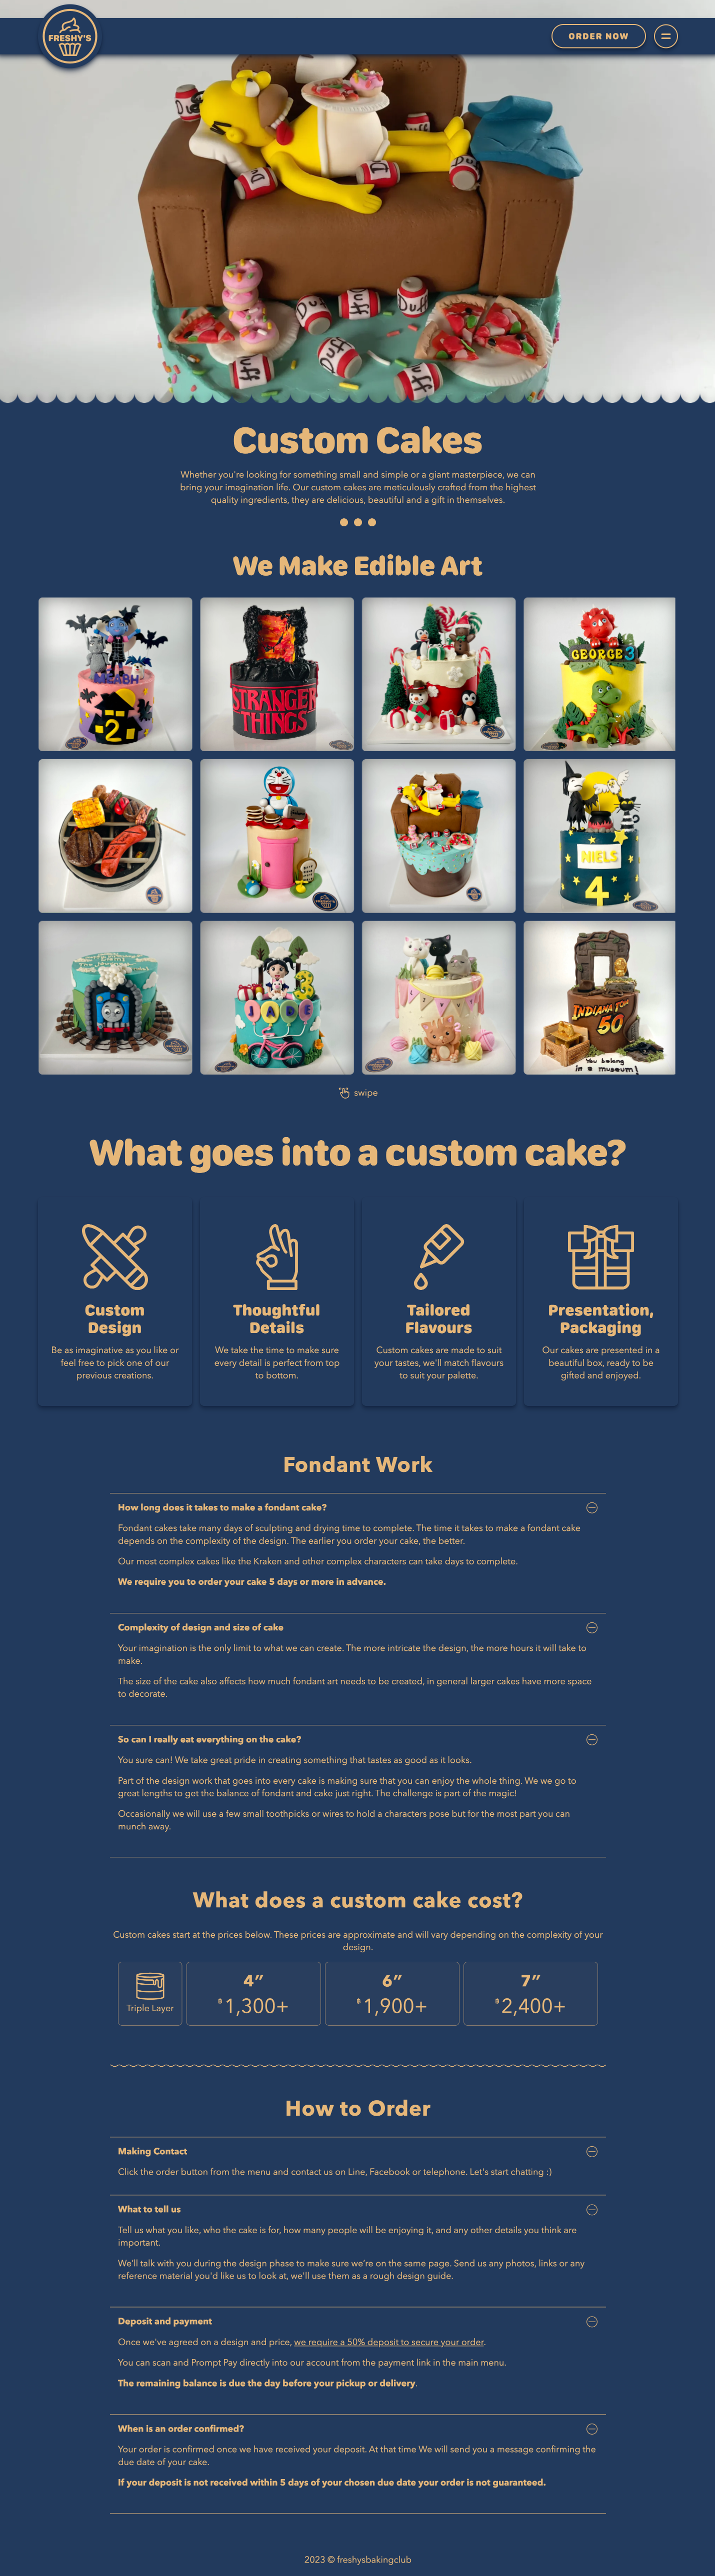 FRESHY'S
ORDER NOW
Duff
Duff
Duff
Duff
Duff
Duff
Custom Cakes
Whether you're looking for something small and simple or a giant masterpiece, we can
bring your imagination life. Our custom cakes are meticulously crafted from the highest
quality ingredients, they are delicious, beautiful and a gift in themselves.
We Make Edible Art
MEABH
2
STRANGER
THINGS
GEORGE 3
NIELS
4
3
JADE
INDIANA TOM
50
You belong
in a museum!
swipe
What goes into a custom cake?
Custom
Design
Be as imaginative as you like or
feel free to pick one of our
previous creations.
Thoughtful
Details
We take the time to make sure
every detail is perfect from top
to bottom.
Tailored
Flavours
Custom cakes are made to suit
your tastes, we'll match flavours
to suit your palette.
Presentation,
Packaging
Our cakes are presented in a
beautiful box, ready to be
gifted and enjoyed.
Fondant Work
How long does it takes to make a fondant cake?
Fondant cakes take many days of sculpting and drying time to complete. The time it takes to make a fondant cake
depends on the complexity of the design. The earlier you order your cake, the better.
Our most complex cakes like the Kraken and other complex characters can take days to complete.
We require you to order your cake 5 days or more in advance.
Complexity of design and size of cake
Your imagination is the only limit to what we can create. The more intricate the design, the more hours it will take to
make.
The size of the cake also affects how much fondant art needs to be created, in general larger cakes have more space
to decorate.
So can I really eat everything on the cake?
You sure can! We take great pride in creating something that tastes as good as it looks.
Part of the design work that goes into every cake is making sure that you can enjoy the whole thing. We we go to
great lengths to get the balance of fondant and cake just right. The challenge is part of the magic!
Occasionally we will use a few small toothpicks or wires to hold a characters pose but for the most part you can
munch away.
What does a custom cake cost?
Custom cakes start at the prices below. These prices are approximate and will vary depending on the complexity of your
design.
Triple Layer
4”
฿1,300+
6”
฿1,900+
7”
฿2,400+
How to Order
Making Contact
Click the order button from the menu and contact us on Line, Facebook or telephone. Let's start chatting :)
What to tell us
Tell us what you like, who the cake is for, how many people will be enjoying it, and any other details you think are
important.
We'll talk with you during the design phase to make sure we're on the same page. Send us any photos, links or any
reference material you'd like us to look at, we'll use them as a rough design guide.
Deposit and payment
Once we've agreed on a design and price, we require a 50% deposit to secure your order.
You can scan and Prompt Pay directly into our account from the payment link in the main menu.
The remaining balance is due the day before your pickup or delivery.
When is an order confirmed?
Your order is confirmed once we have received your deposit. At that time We will send you a message confirming the
due date of your cake.
If your deposit is not received within 5 days of your chosen due date your order is not guaranteed.
2023 © freshysbakingclub